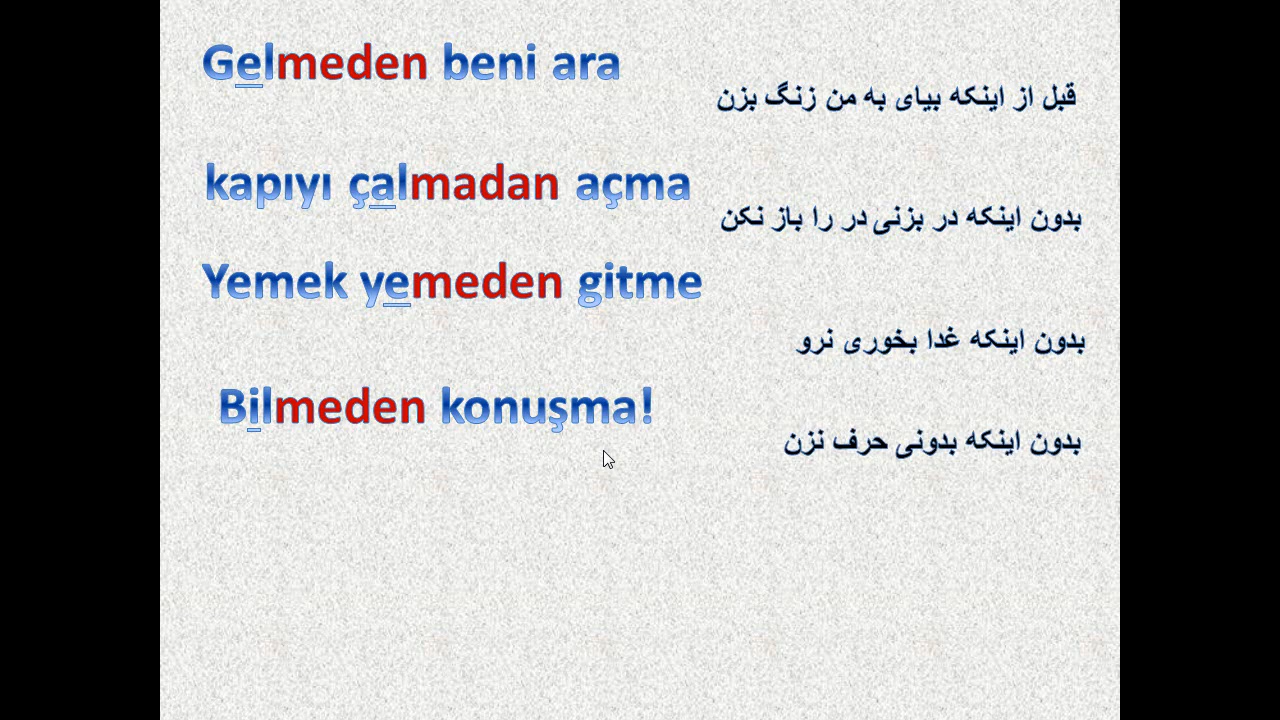 Gelmeden beni ara
قبل از اینکه بیای به من زنگ بزن
kapıyı çalmadan açma
بدون اینکه در بزنی در را باز نکن
Yemek yemeden gitme
بدون اینکه غدا بخوری نرو
Bilmeden konuşma!
بدون اینکه بدونی حرف نزن